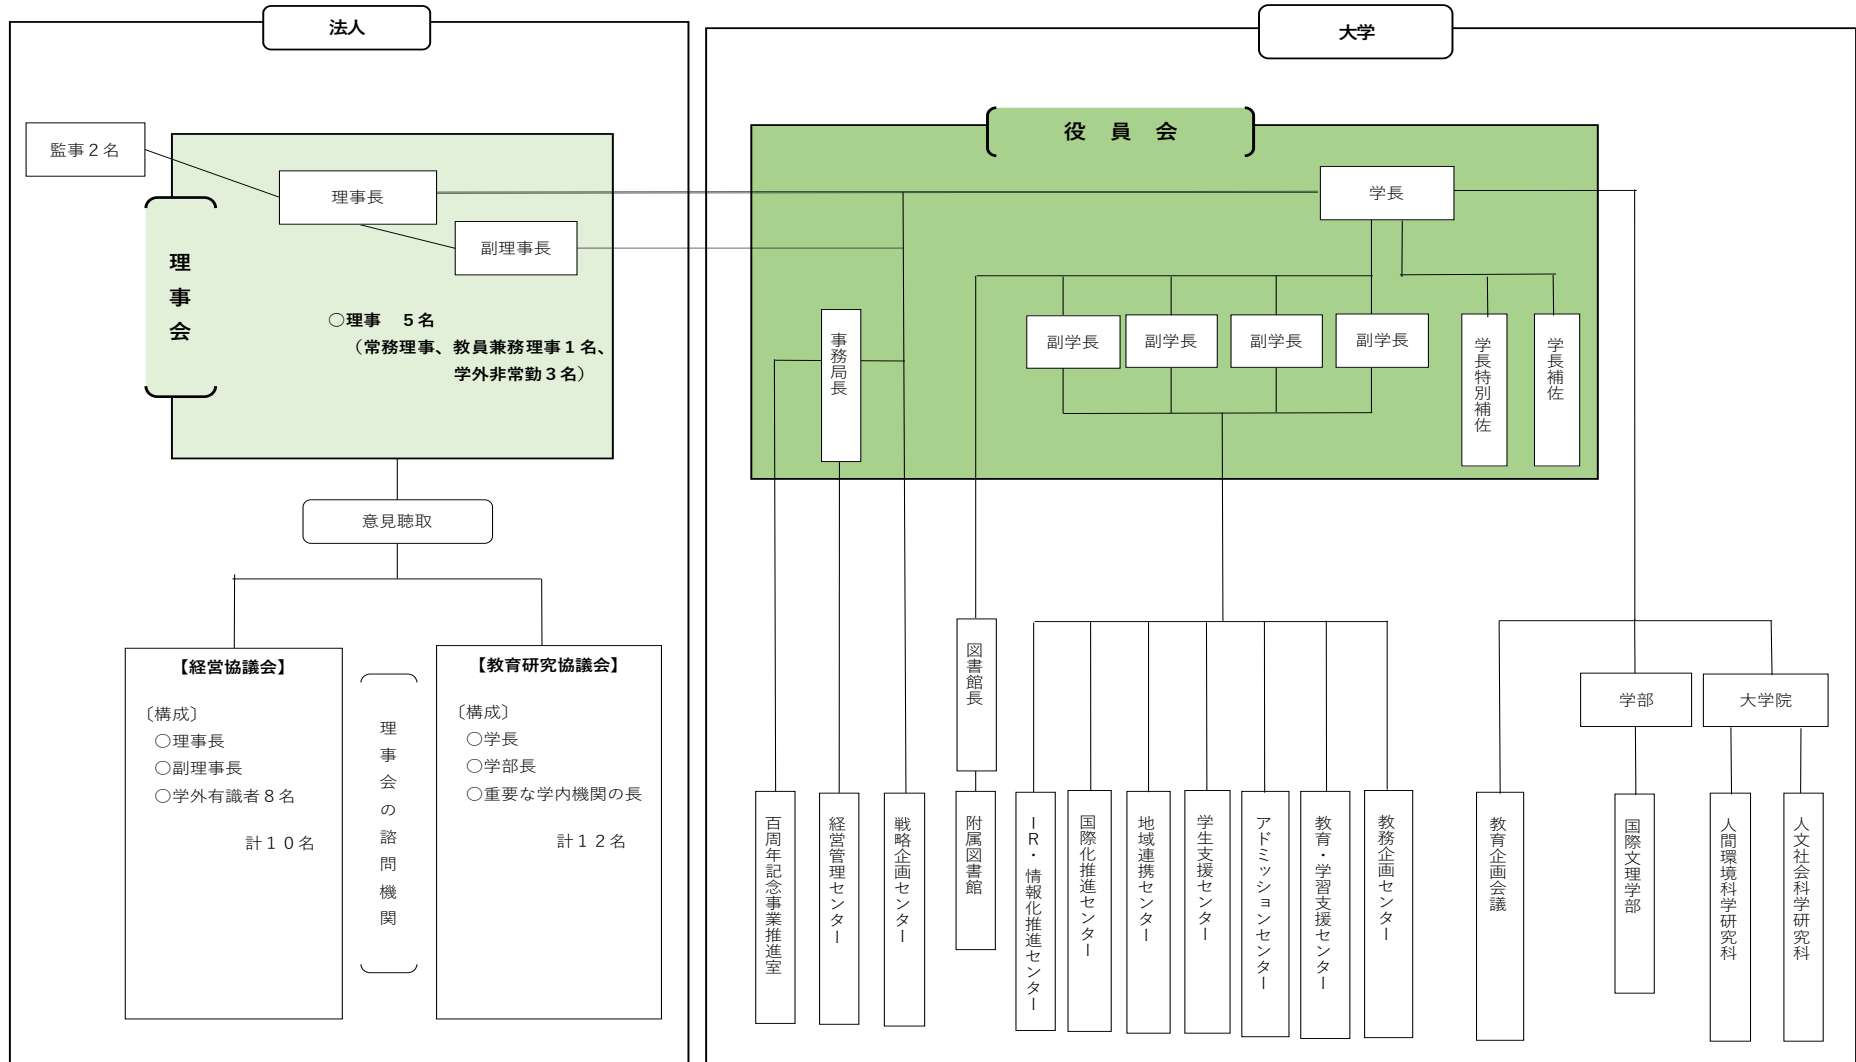 法人
大学
監事２名
理事長
副理事長
理事会
○理事　５名
（常務理事、教員兼務理事１名、
学外非常勤３名）
意見聴取
【経営協議会】
〔構成〕
○理事長
○副理事長
○学外有識者８名
計１０名
理事会の諮問機関
【教育研究協議会】
〔構成〕
○学長
○学部長
○重要な学内機関の長
計１２名
役　員　会
学長
事務局長
副学長
副学長
副学長
副学長
学長特別補佐
学長補佐
図書館長
学部
大学院
百周年記念事業推進室
経営管理センター
戦略企画センター
附属図書館
ＩＲ・情報化推進センター
国際化推進センター
地域連携センター
学生支援センター
アドミッションセンター
教育・学習支援センター
教務企画センター
教育企画会議
国際文理学部
人間環境科学研究科
人文社会科学研究科